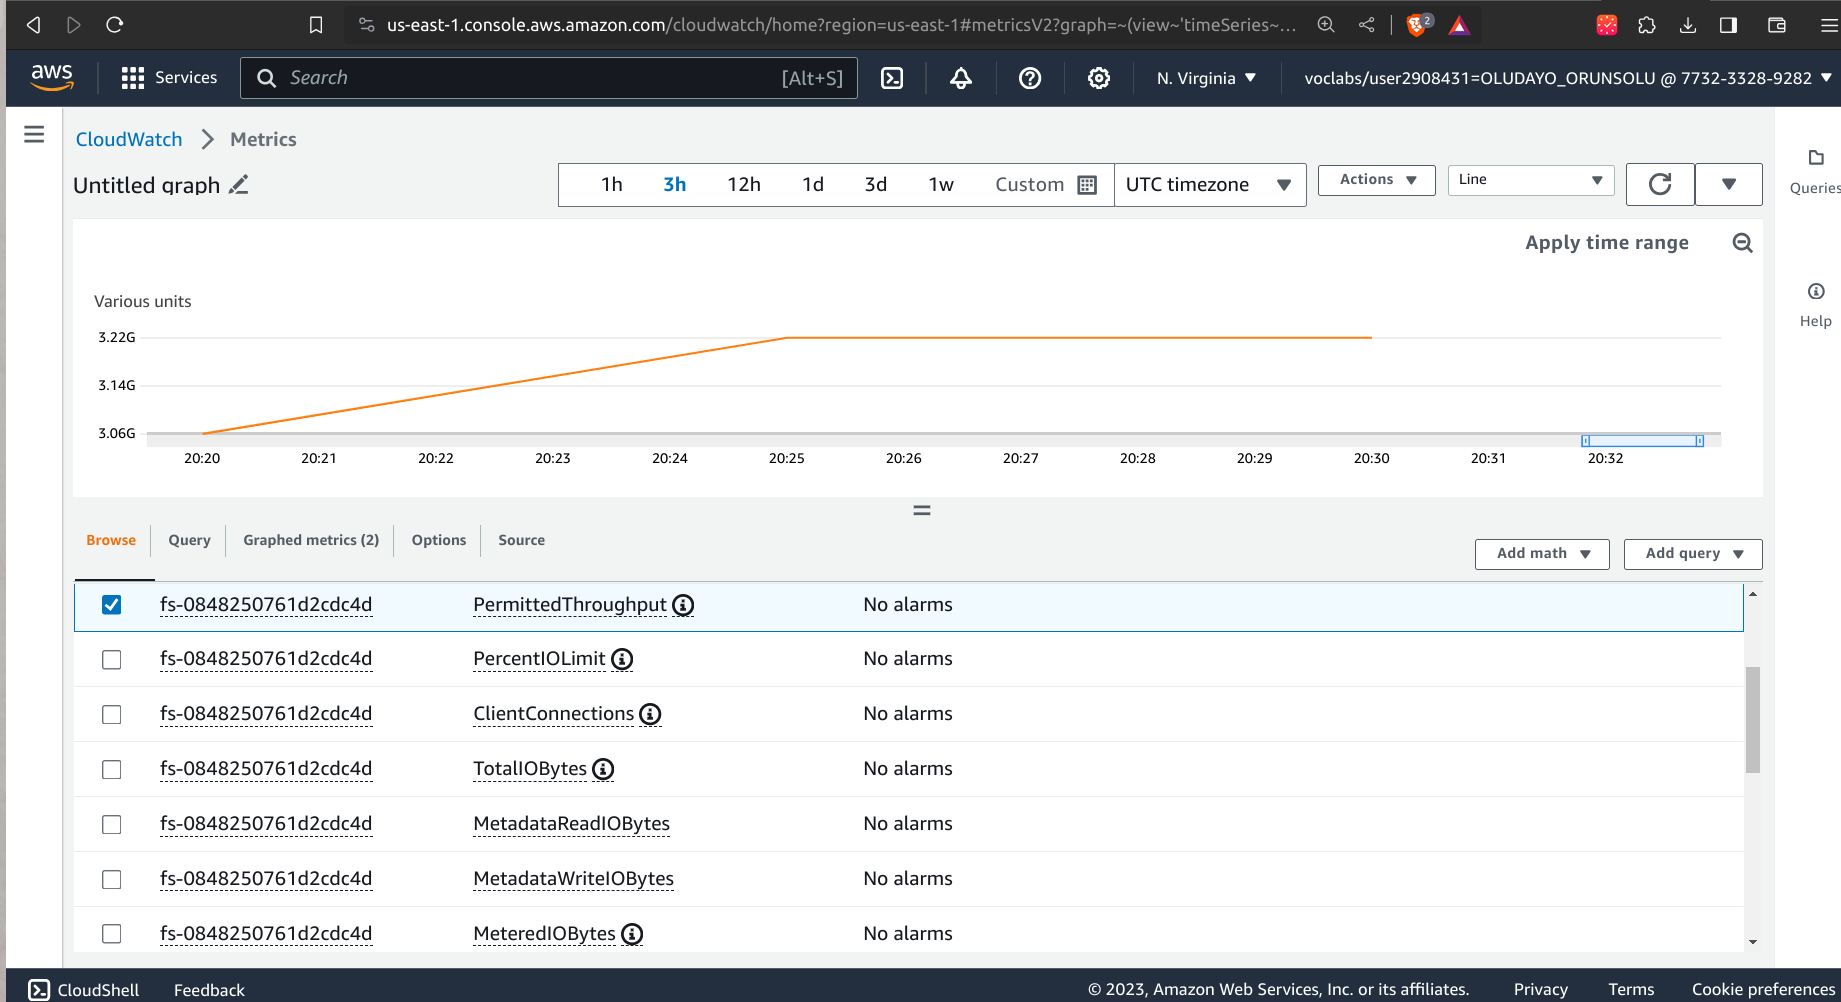 us-east-1.console.aws.amazon.com/cloudwatch/home?region=us-east-1#metricsV2?graph=~(view~'timeSeries~... 2
aws Services Search [Alt+S] N. Virginia voclabs/user2908431=OLUDAYO_ORUNSOLU @ 7732-3328-9282
CloudWatch Metrics
Untitled graph 1h 3h 12h 1d 3d 1w Custom UTC timezone Actions Line
Queries
Apply time range
Help
Various units
3.22G
3.14G
3.06G
20:20 20:21 20:22 20:23 20:24 20:25 20:26 20:27 20:28 20:29 20:30 20:31 20:32
Browse Query Graphed metrics (2) Options Source Add math Add query
fs-0848250761d2cdc4d PermittedThroughput No alarms
fs-0848250761d2cdc4d PercentIOLimit No alarms
fs-0848250761d2cdc4d ClientConnections No alarms
fs-0848250761d2cdc4d TotalIOBytes No alarms
fs-0848250761d2cdc4d MetadataReadIOBytes No alarms
fs-0848250761d2cdc4d MetadataWriteIOBytes No alarms
fs-0848250761d2cdc4d MeteredIOBytes No alarms
CloudShell Feedback © 2023, Amazon Web Services, Inc. or its affiliates. Privacy Terms Cookie preferences